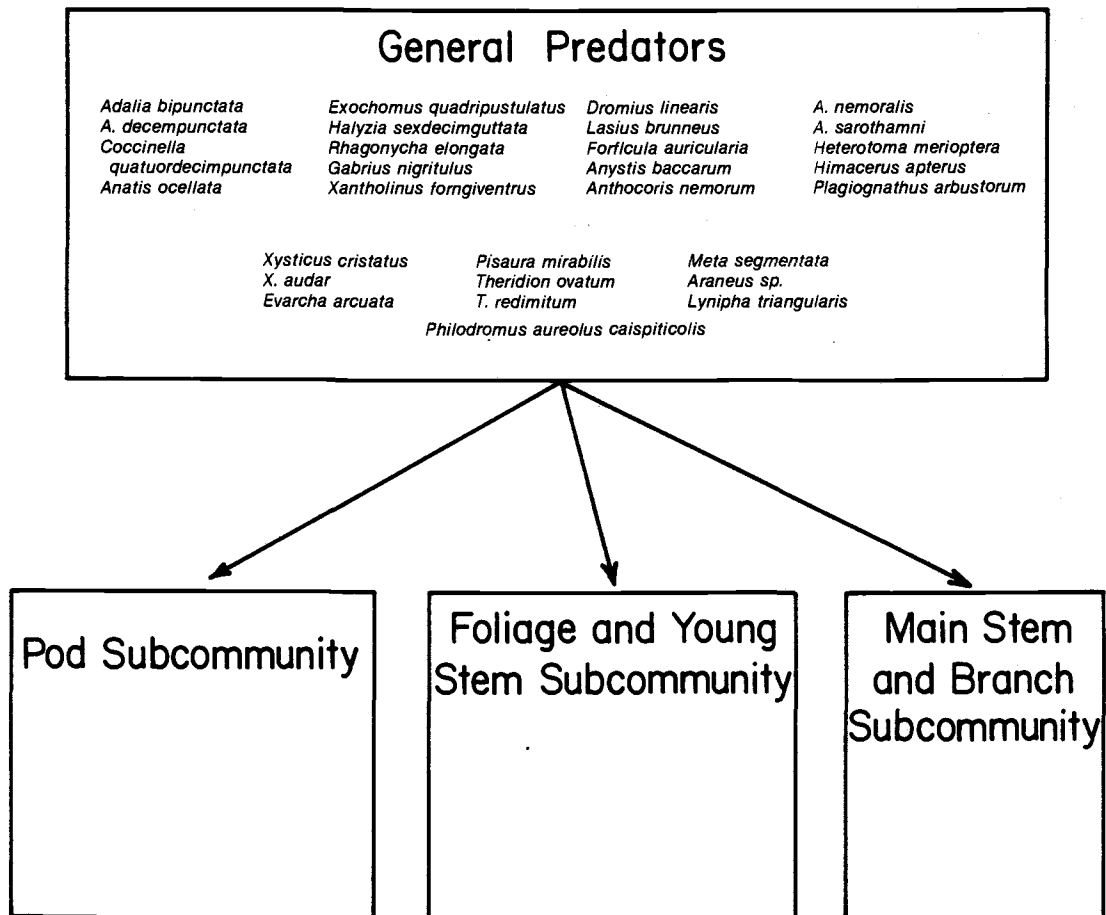 General Predators
Adalia bipunctata
A. decempunctata
Coccinella
quatuordecimpunctata
Anatis ocellata
Exochomus quadripustulatus
Halyzia sexdecimguttata
Rhagonycha elongata
Gabrius nigritulus
Xantholinus forngiventrus
Dromius linearis
Lasius brunneus
Forficula auricularia
Anystis baccarum
Anthocoris nemorum
A. nemoralis
A. sarothamni
Heterotoma merioptera
Himacerus apterus
Plagiognathus arbustorum
Xysticus cristatus
X. audar
Evarcha arcuata
Pisaura mirabilis
Theridion ovatum
T. redimitum
Meta segmentata
Araneus sp.
Lynipha triangularis
Philodromus aureolus caispiticolis
Pod Subcommunity
Foliage and Young
Stem Subcommunity
Main Stem
and Branch
Subcommunity